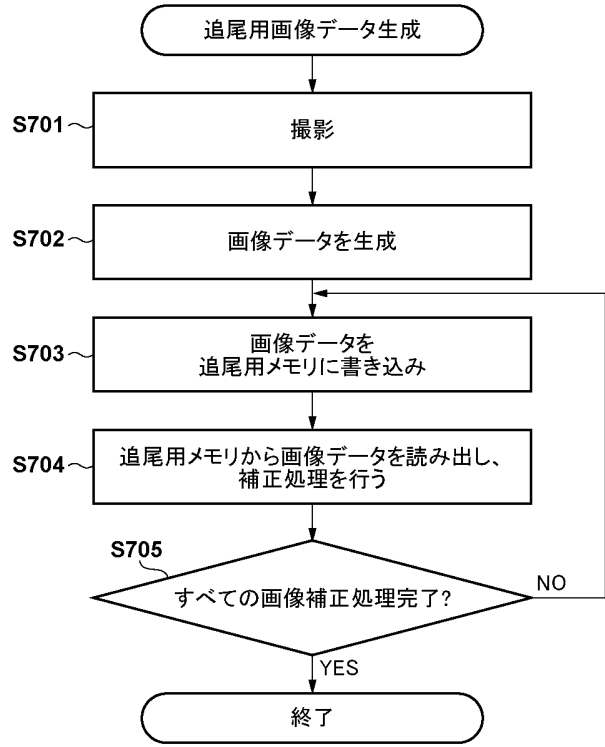 追尾用画像データ生成
S701
撮影
S702
画像データを生成
S703
画像データを
追尾用メモリに書き込み
S704
追尾用メモリから画像データを読み出し、
補正処理を行う
S705
すべての画像補正処理完了?
NO
YES
終了